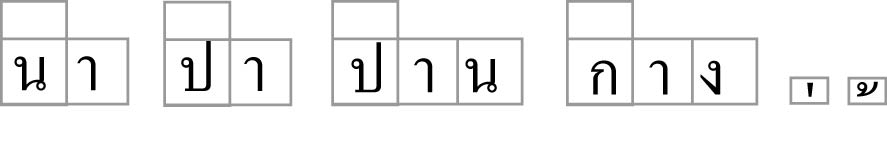 นา ปา ปาน กาง ่ ้